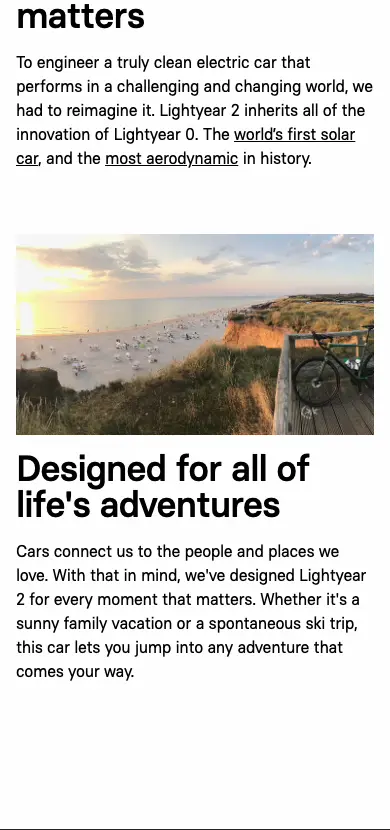 matters
To engineer a truly clean electric car that
performs in a challenging and changing world, we
had to reimagine it. Lightyear 2 inherits all of the
innovation of Lightyear 0. The world’s first solar
car, and the most aerodynamic in history.
Designed for all of
life's adventures
Cars connect us to the people and places we
love. With that in mind, we've designed Lightyear
2 for every moment that matters. Whether it's a
sunny family vacation or a spontaneous ski trip,
this car lets you jump into any adventure that
comes your way.